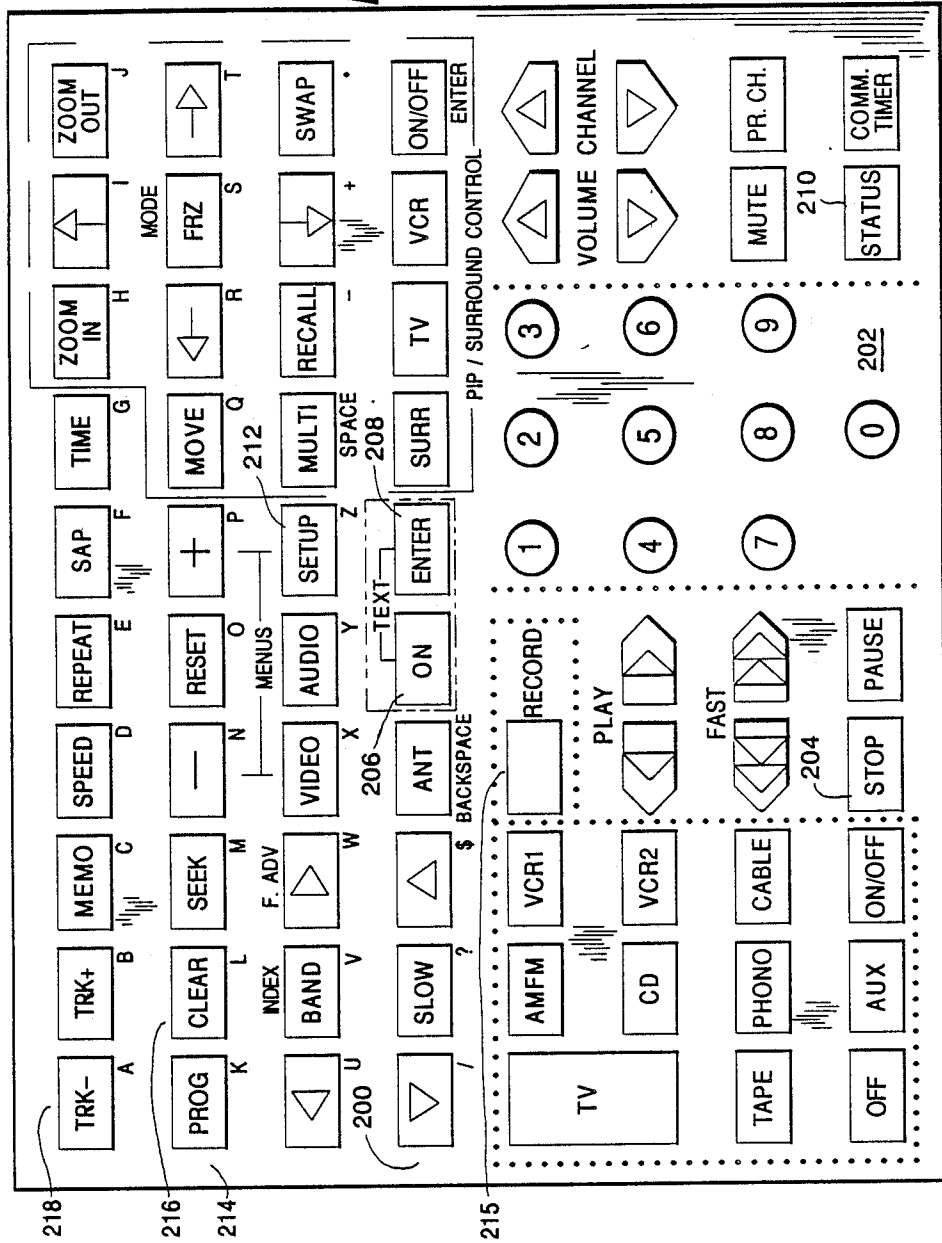 218
TRK–
TRK+
MEMO
SPEED
REPEAT
SAP
TIME
ZOOM IN
ZOOM OUT
A
B
C
D
E
F
G
H
I
J
216
214
MODE
PROG
CLEAR
SEEK
—
RESET
+
MOVE
FRZ
K
L
M
N
O
P
Q
R
S
T
MENUS
INDEX
F. ADV
212
BAND
VIDEO
AUDIO
SETUP
MULTI
RECALL
SWAP
U
V
W
X
Y
Z
SPACE
–
+
.
200
206
TEXT
208
SLOW
ANT
ON
ENTER
SURR
TV
VCR
ON/OFF
/
?
$
BACKSPACE
ENTER
PIP / SURROUND CONTROL
215
TV
AMFM
VCR1
RECORD
1
2
3
VOLUME
CHANNEL
PLAY
CD
VCR2
4
5
6
FAST
TAPE
PHONO
CABLE
7
8
9
MUTE
PR. CH.
204
210
OFF
AUX
ON/OFF
STOP
PAUSE
0
202
STATUS
COMM. TIMER